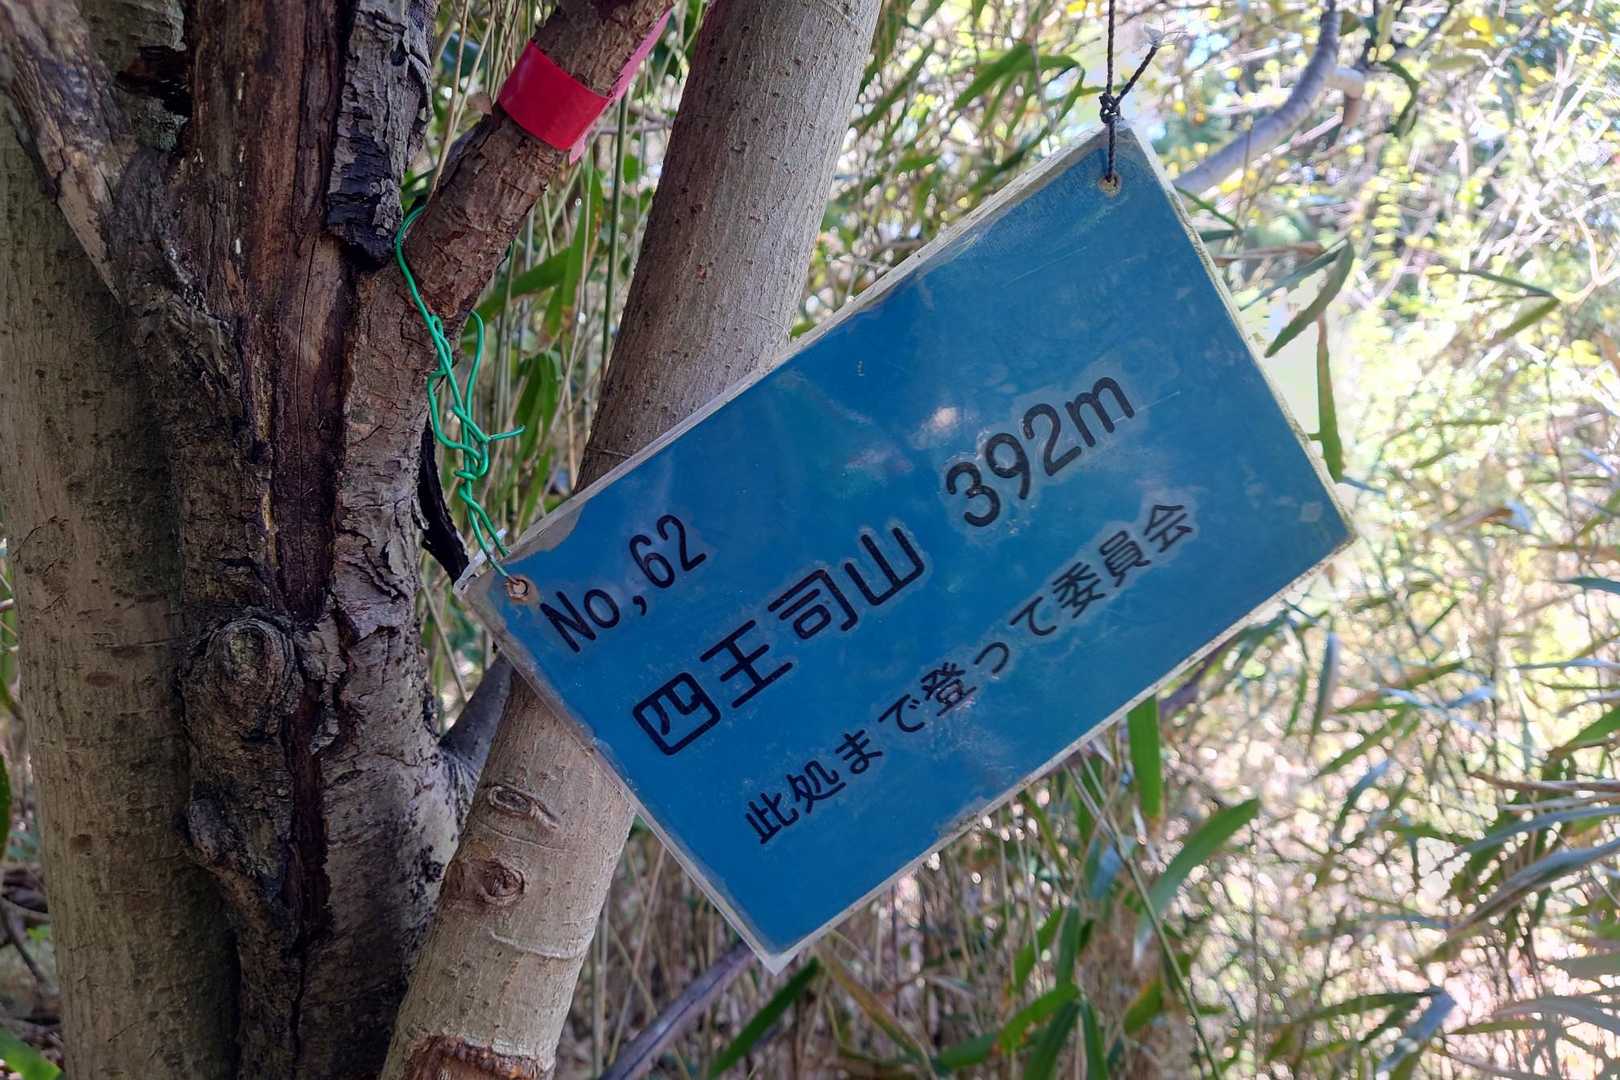 No,62
四王司山 392m
此処まで登って委員会